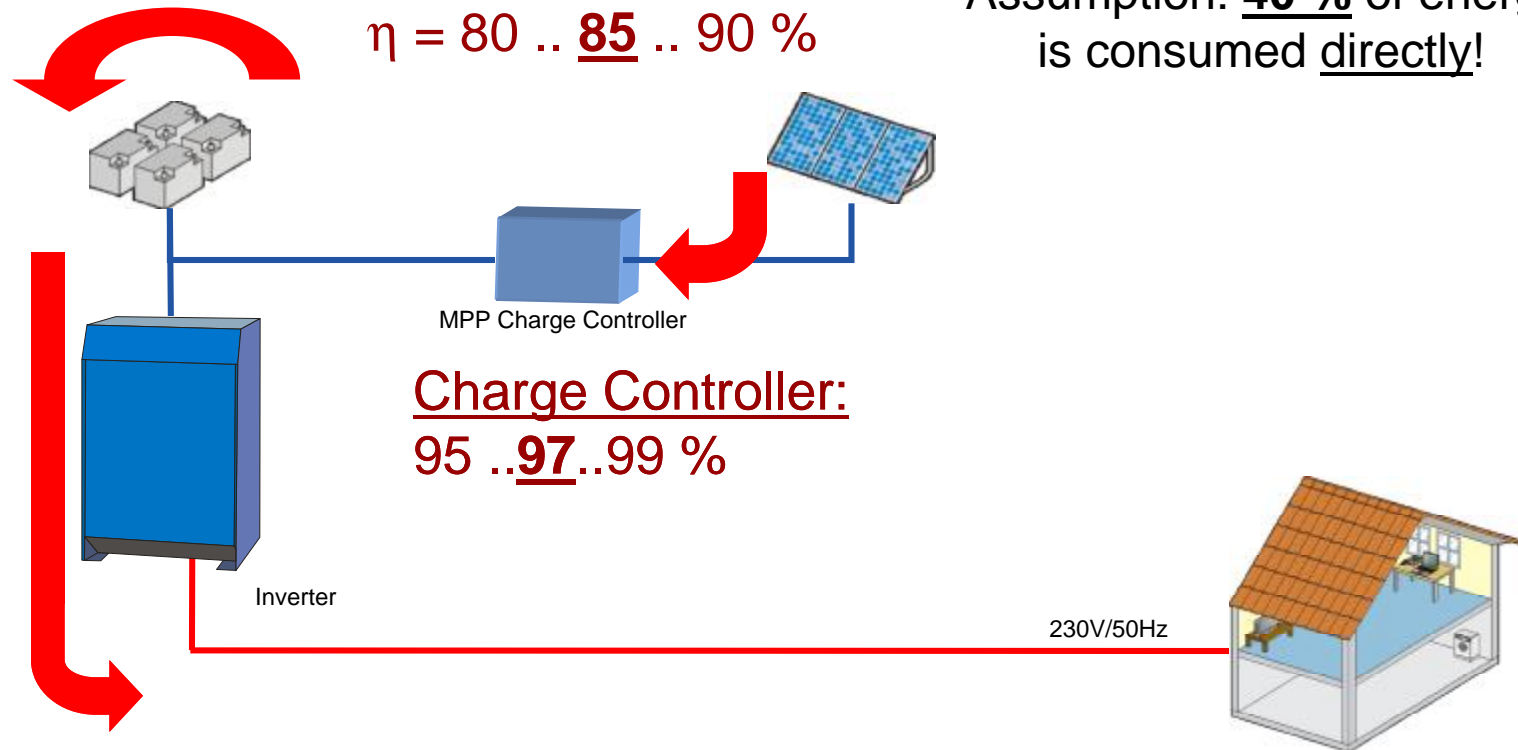 η = 80 .. 85 .. 90 %
is consumed directly!
MPP Charge Controller
Charge Controller:
95 ..97..99 %
Inverter
230V/50Hz